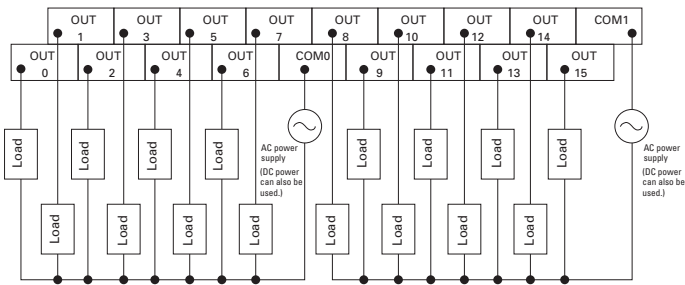 OUT 1 OUT 3 OUT 5 OUT 7 OUT 8 OUT 10 OUT 12 OUT 14 COM1
OUT 0 OUT 2 OUT 4 OUT 6 COM0 OUT 9 OUT 11 OUT 13 OUT 15
Load Load Load Load Load Load Load Load
AC power
supply
(DC power
can also be
used.)
AC power
supply
(DC power
can also be
used.)
Load Load Load Load Load Load Load Load